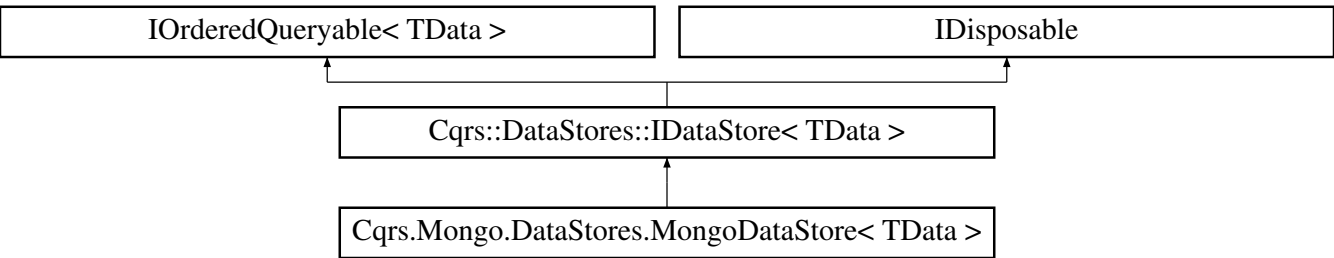 IOrderedQueryable< TData >
IDisposable
Cqrs::DataStores::IDataStore< TData >
Cqrs.Mongo.DataStores.MongoDataStore< TData >